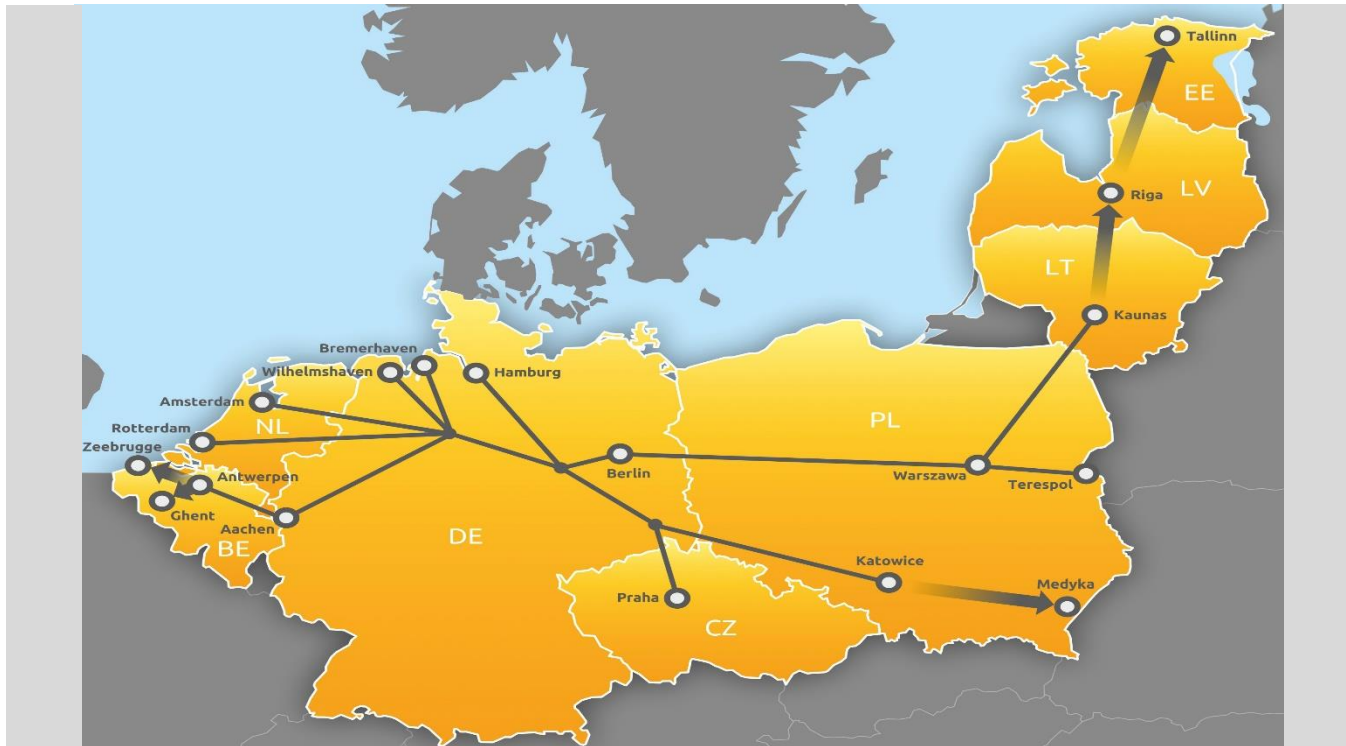 Tallinn
EE
Riga
LV
LT
Kaunas
Bremerhaven
Wilhelmshaven
Hamburg
Amsterdam
NL
Rotterdam
Zeebrugge
PL
Antwerpen
Berlin
Warszawa
Terespol
Ghent
Aachen
BE
DE
Katowice
Medyka
Praha
CZ